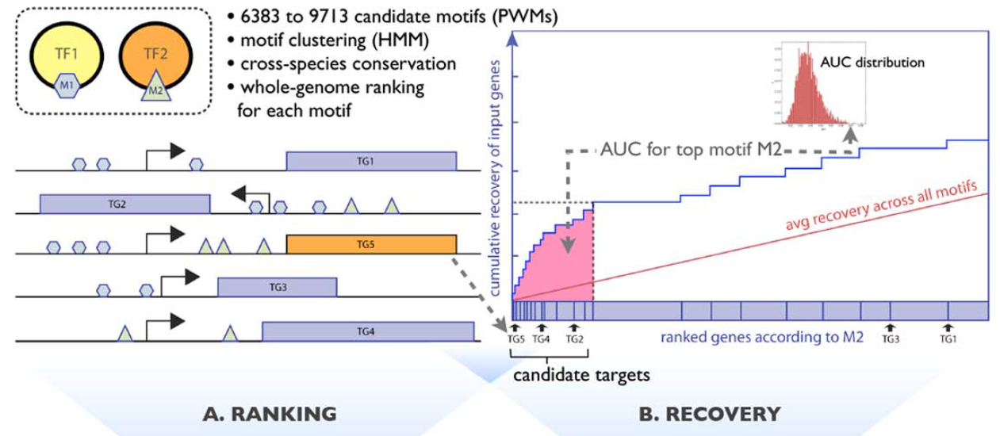 TF1
TF2
M1
M2
• 6383 to 9713 candidate motifs (PWMs)
• motif clustering (HMM)
• cross-species conservation
• whole-genome ranking
for each motif
TG1
TG2
TG5
TG3
TG4
A. RANKING
cumulative recovery of input genes
AUC distribution
AUC for top motif M2
avg recovery across all motifs
TG5
TG4
TG2
ranked genes according to M2
TG3
TG1
candidate targets
B. RECOVERY